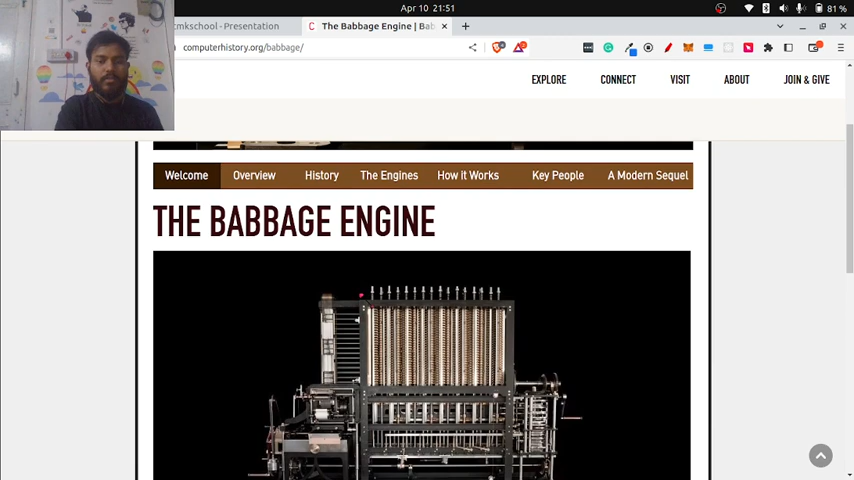 Apr 10 21:51
81 %
cmkschool - Presentation
The Babbage Engine | Bab
computerhistory.org/babbage/
EXPLORE CONNECT VISIT ABOUT JOIN & GIVE
Welcome Overview History The Engines How it Works Key People A Modern Sequel
THE BABBAGE ENGINE